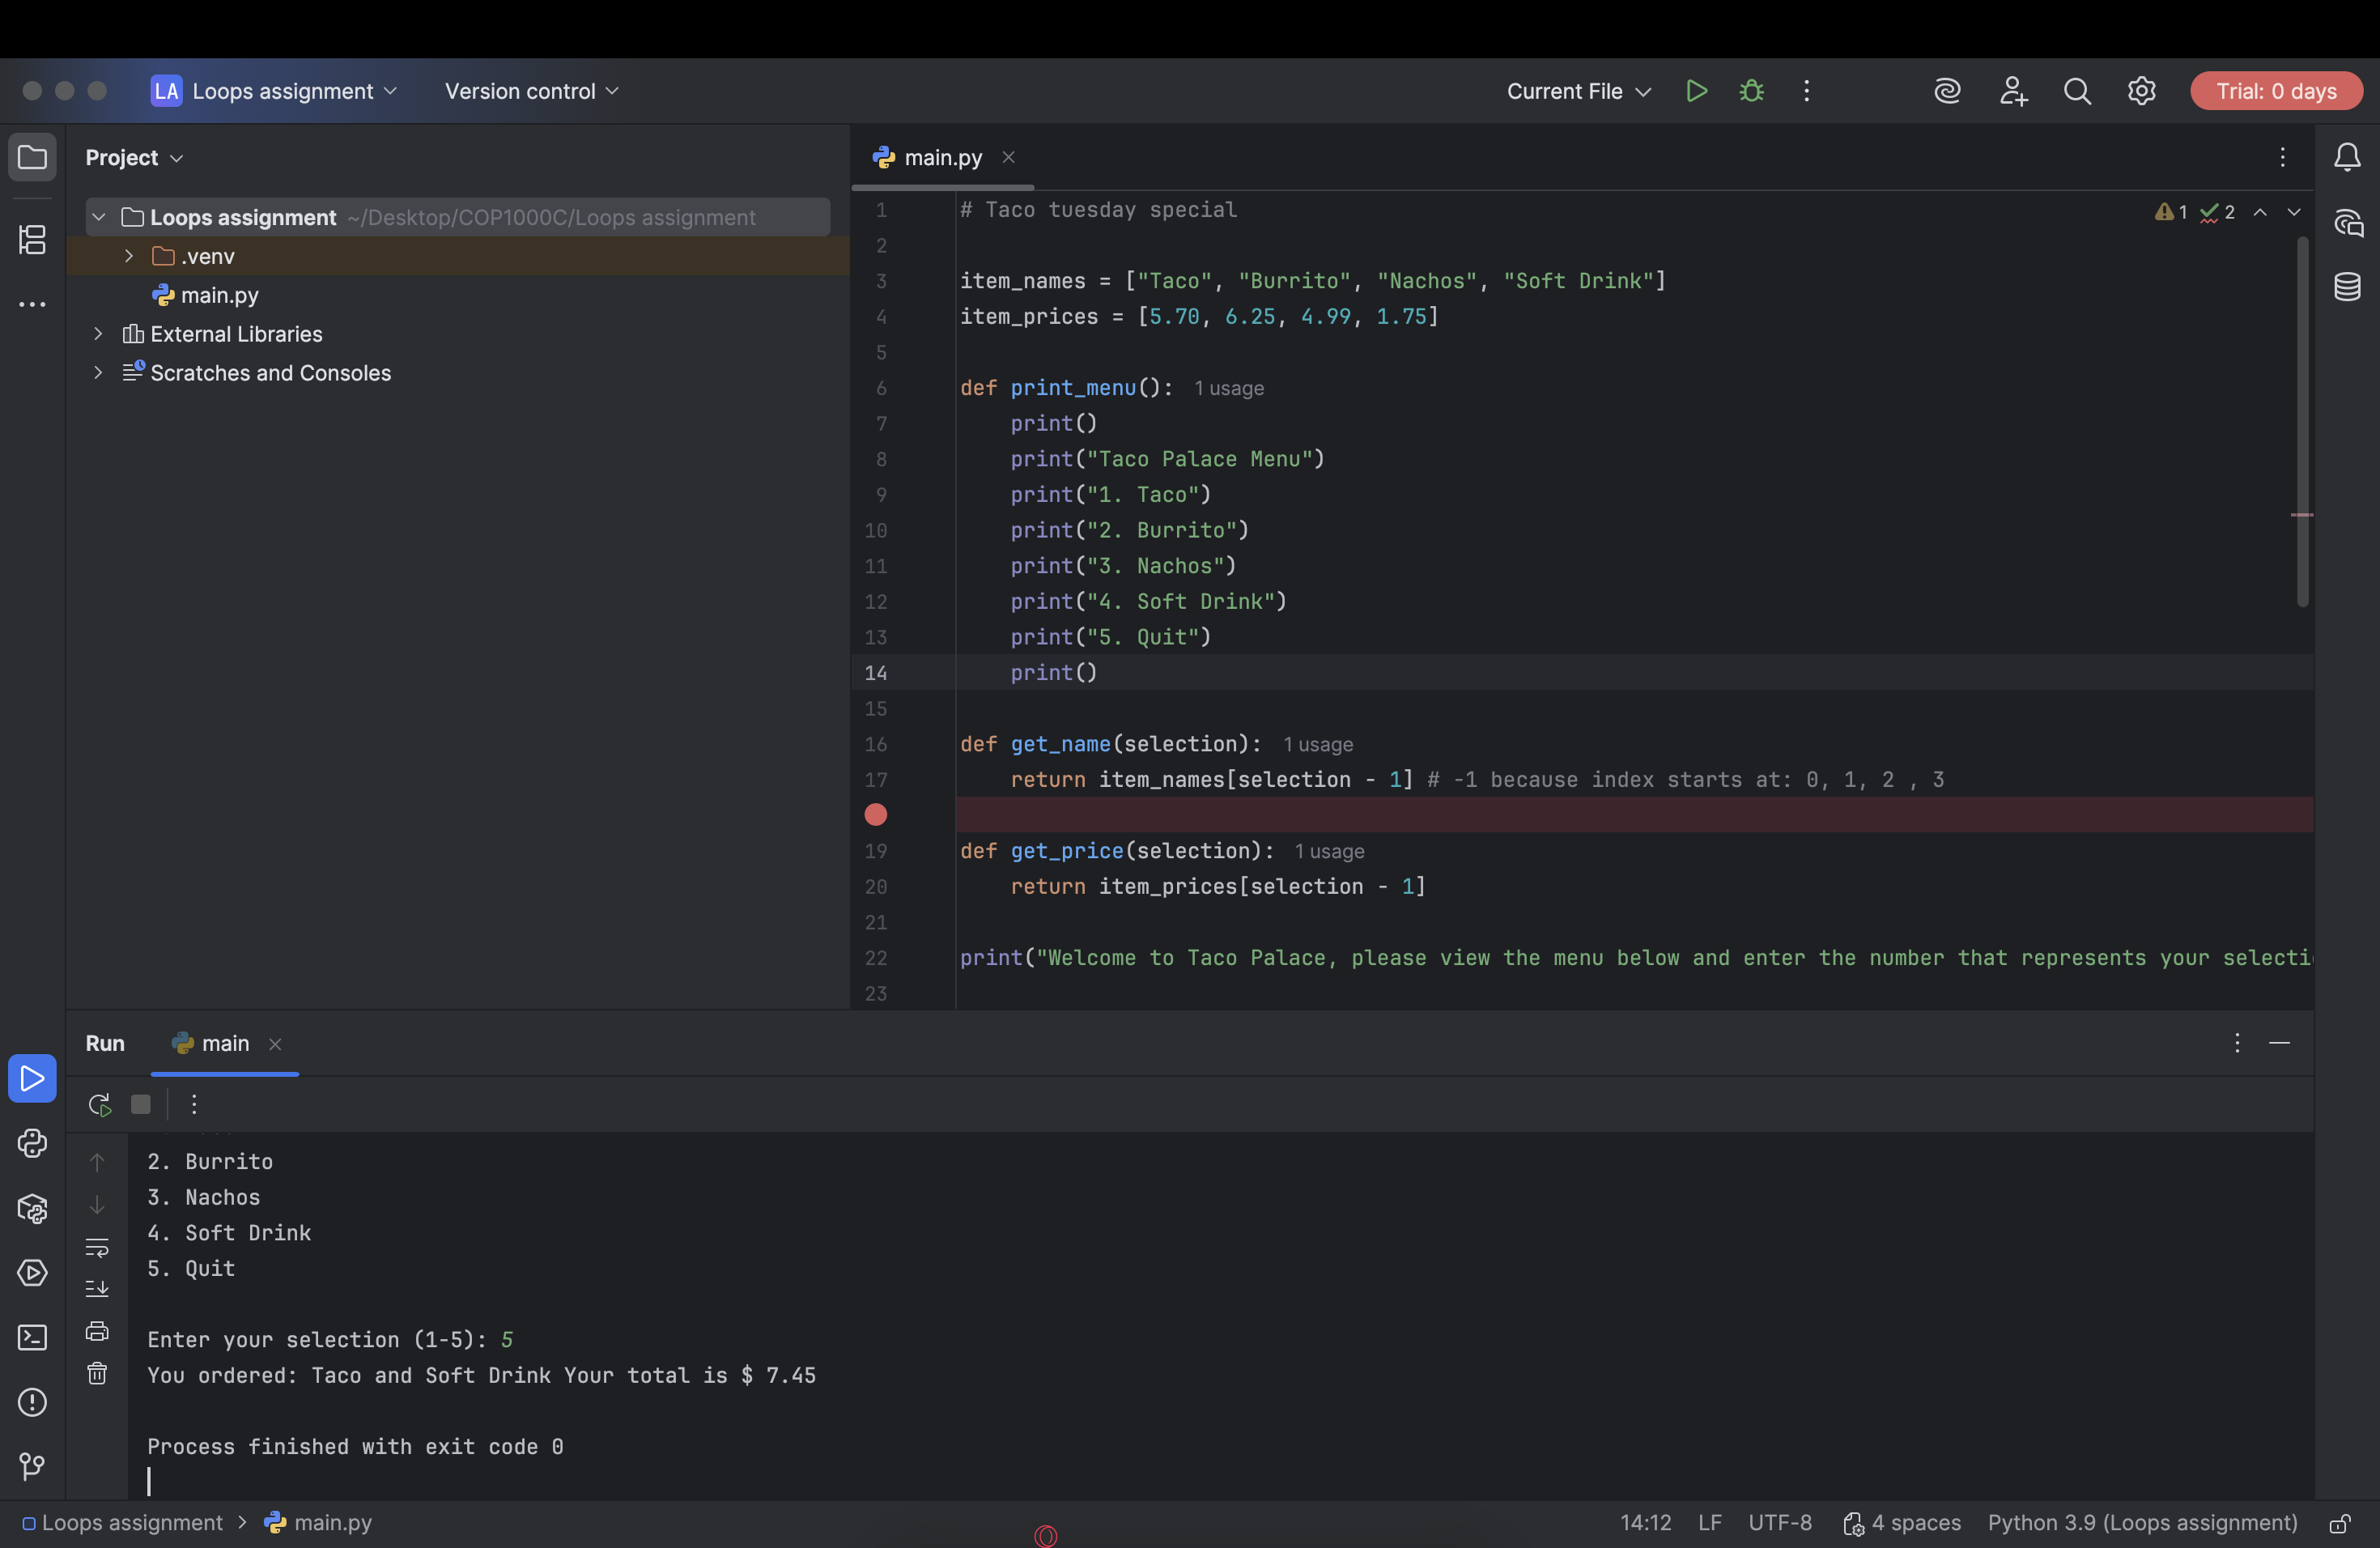 LA Loops assignment Version control Current File Trial: 0 days
Project
main.py
Loops assignment ~/Desktop/COP1000C/Loops assignment
.venv
main.py
External Libraries
Scratches and Consoles
1 # Taco tuesday special
1 2
2
3 item_names = ["Taco", "Burrito", "Nachos", "Soft Drink"]
4 item_prices = [5.70, 6.25, 4.99, 1.75]
5
6 def print_menu(): 1 usage
7 print()
8 print("Taco Palace Menu")
9 print("1. Taco")
10 print("2. Burrito")
11 print("3. Nachos")
12 print("4. Soft Drink")
13 print("5. Quit")
14 print()
15
16 def get_name(selection): 1 usage
17 return item_names[selection - 1] # -1 because index starts at: 0, 1, 2 , 3
19 def get_price(selection): 1 usage
20 return item_prices[selection - 1]
21
22 print("Welcome to Taco Palace, please view the menu below and enter the number that represents your selecti
23
Run main
2. Burrito
3. Nachos
4. Soft Drink
5. Quit
Enter your selection (1-5): 5
You ordered: Taco and Soft Drink Your total is $ 7.45
Process finished with exit code 0
Loops assignment > main.py 14:12 LF UTF-8 4 spaces Python 3.9 (Loops assignment)